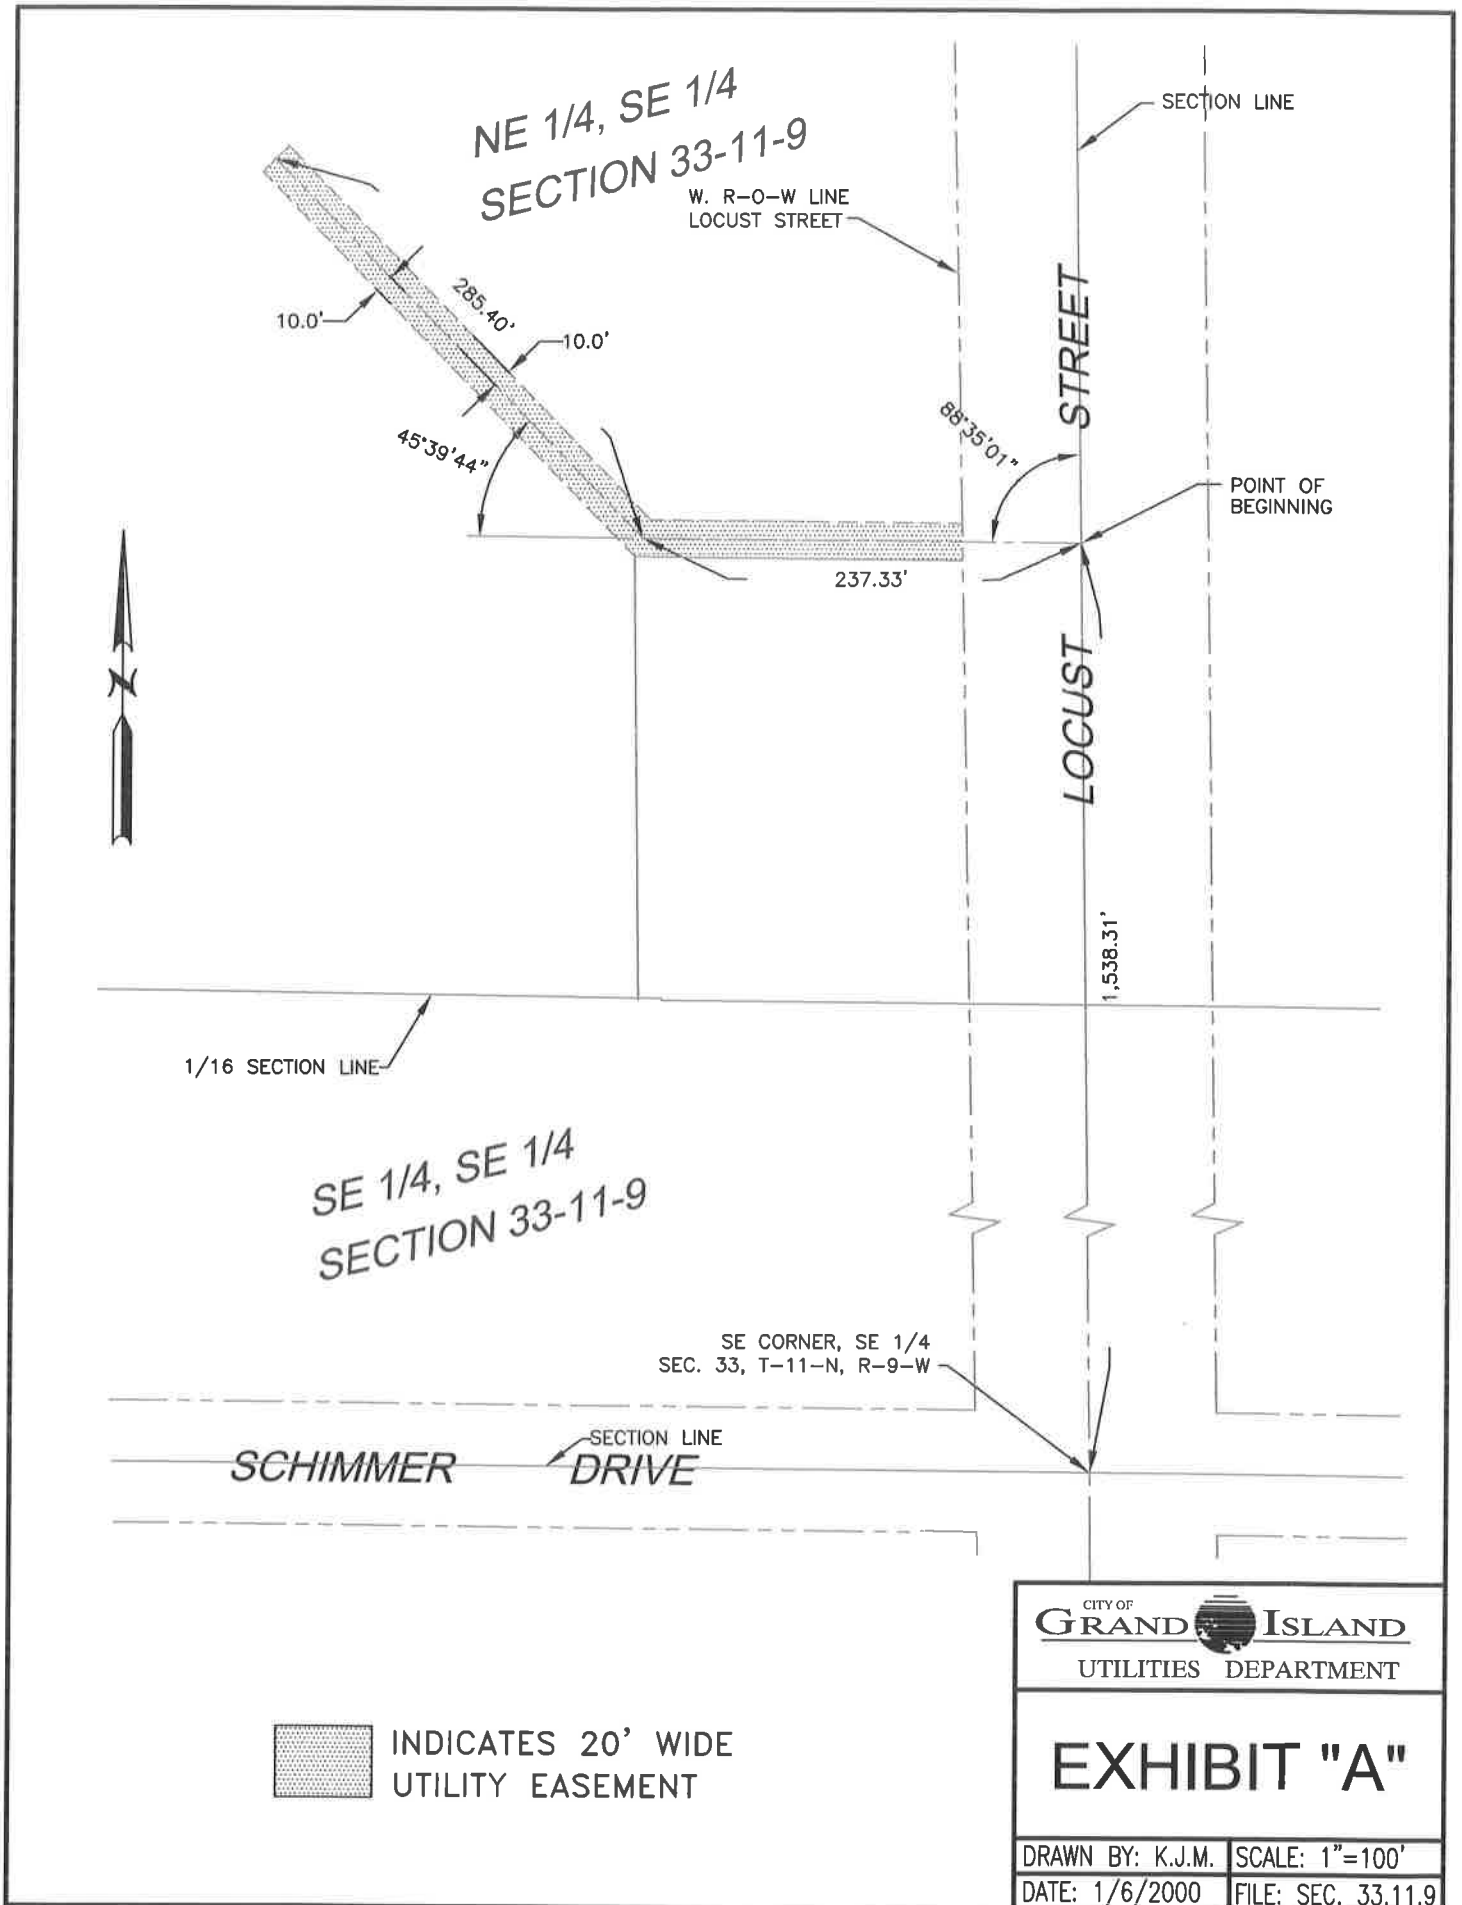 NE 1/4, SE 1/4
SECTION 33-11-9
SECTION LINE
W. R-O-W LINE
LOCUST STREET
285.40'
10.0'
10.0'
45°39'44"
88°35'01"
STREET
POINT OF
BEGINNING
237.33'
N
LOCUST
1,538.31'
1/16 SECTION LINE
SE 1/4, SE 1/4
SECTION 33-11-9
SE CORNER, SE 1/4
SEC. 33, T-11-N, R-9-W
SECTION LINE
SCHIMMER DRIVE
CITY OF
GRAND ISLAND
UTILITIES DEPARTMENT
INDICATES 20' WIDE
UTILITY EASEMENT
EXHIBIT "A"
DRAWN BY: K.J.M. SCALE: 1"=100'
DATE: 1/6/2000 FILE: SEC. 33.11.9